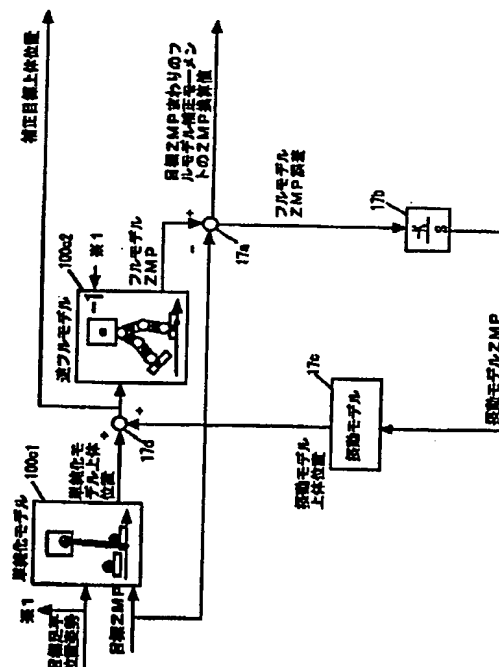 ※1
目標足平
位置姿勢
目標ZMP
単純化モデル
100c1
単純化モ
デル上体
位置
17d
補正目標上体位置
逆フルモデル
100c2
-1
※1
フルモデル
ZMP
目標ZMPまわりのフ
ルモデル補正モーメン
トのZMP換算値
17a
フルモデル
ZMP誤差
17b
-K
s
摂動モデルZMP
17c
摂動モデル
摂動モデル
上体位置
+
+
+
-